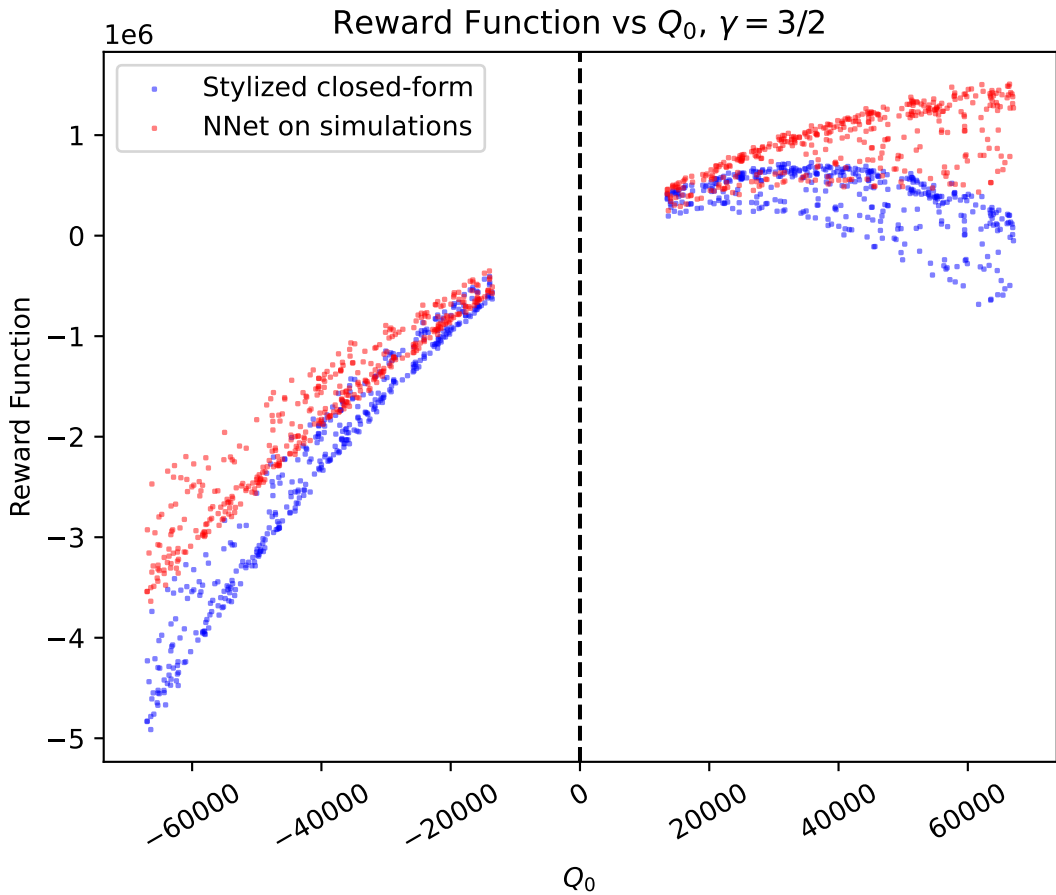 Reward Function vs Q₀, γ = 3/2
1e6
Stylized closed-form
NNet on simulations
1
0
−1
−2
−3
−4
−5
Reward Function
−60000
−40000
−20000
0
20000
40000
60000
Q₀